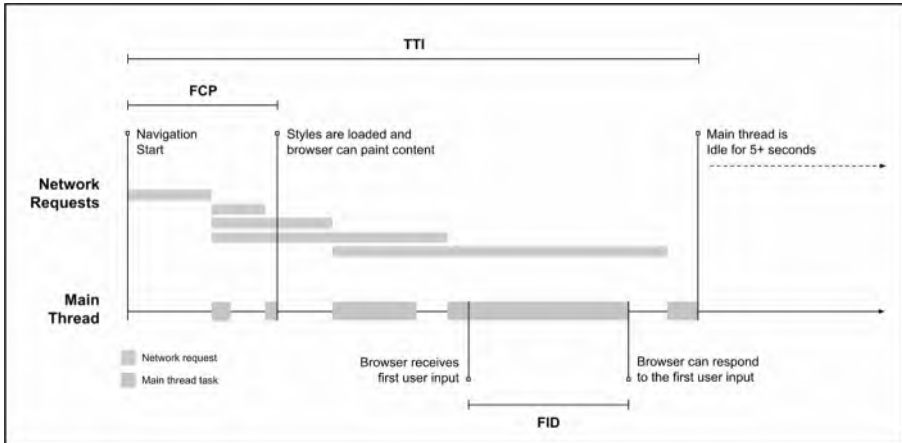 TTI
FCP
Navigation
Start
Styles are loaded and
browser can paint content
Main thread is
Idle for 5+ seconds
Network
Requests
Main
Thread
Network request
Main thread task
Browser receives
first user input
Browser can respond
to the first user input
FID